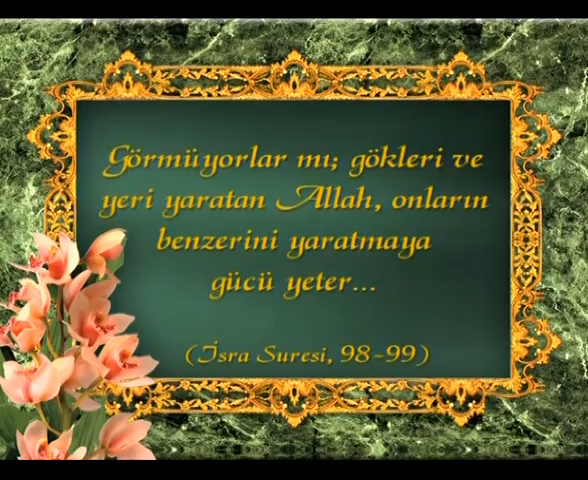 Görmüyorlar mı; gökleri ve
yeri yaratan Allah, onların
benzerini yaratmaya
gücü yeter...
(İsra Suresi, 98-99)